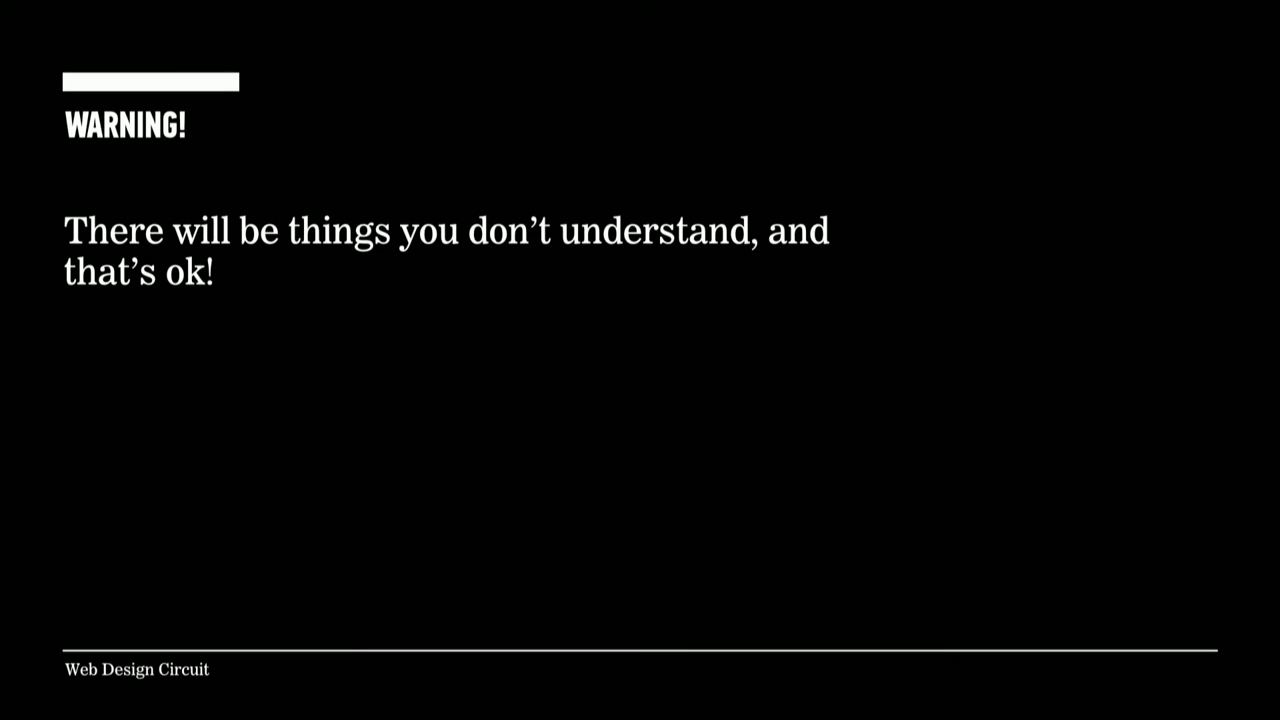 WARNING!
There will be things you don’t understand, and
that’s ok!
Web Design Circuit